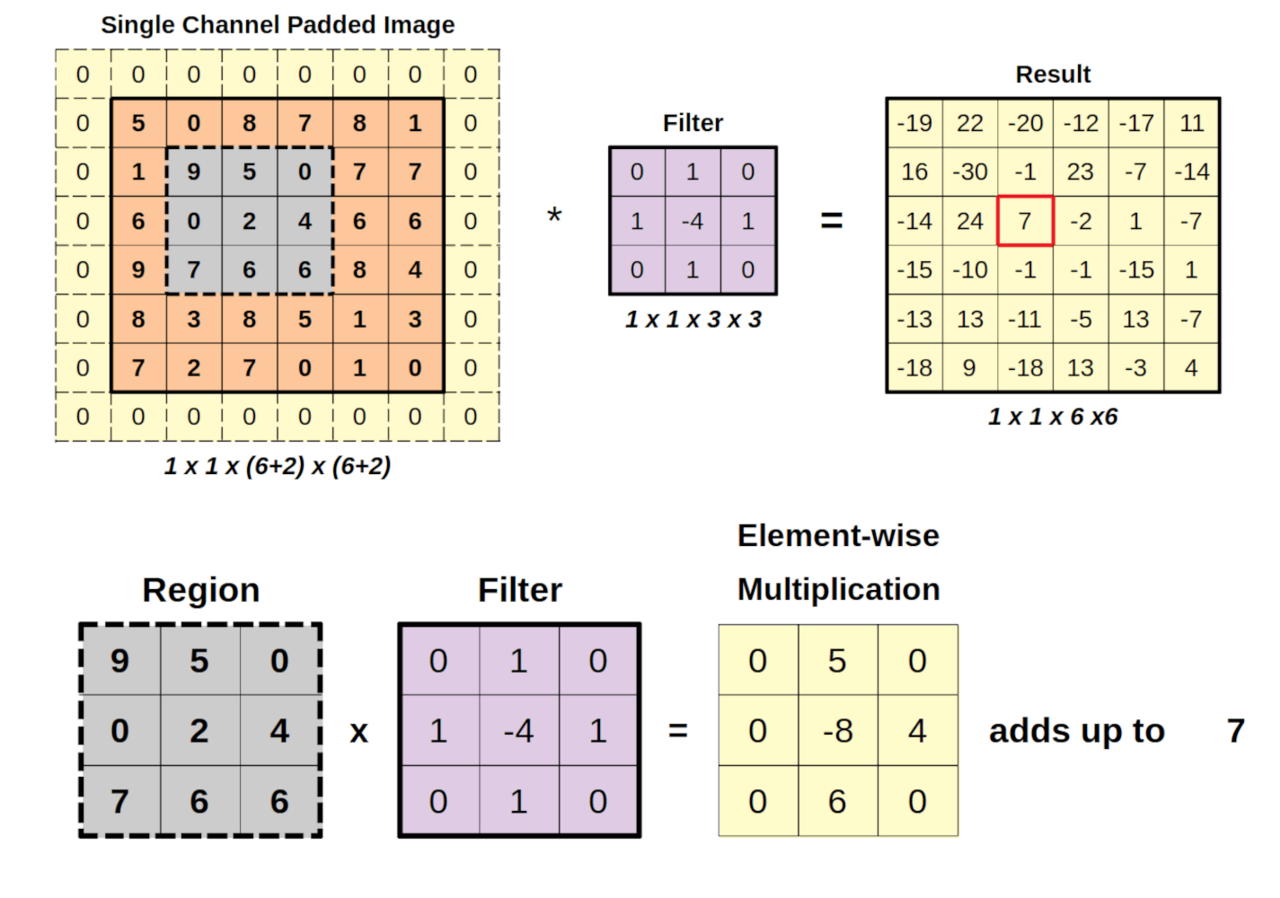 Single Channel Padded Image
0 0 0 0 0 0 0 0
0 5 0 8 7 8 1 0
0 1 9 5 0 7 7 0
0 6 0 2 4 6 6 0
0 9 7 6 6 8 4 0
0 8 3 8 5 1 3 0
0 7 2 7 0 1 0 0
0 0 0 0 0 0 0 0
1 x 1 x (6+2) x (6+2)
*
Filter
0 1 0
1 -4 1
0 1 0
1 x 1 x 3 x 3
=
Result
-19 22 -20 -12 -17 11
16 -30 -1 23 -7 -14
-14 24 7 -2 1 -7
-15 -10 -1 -1 -15 1
-13 13 -11 -5 13 -7
-18 9 -18 13 -3 4
1 x 1 x 6 x6
Region
9 5 0
0 2 4
7 6 6
x
Filter
0 1 0
1 -4 1
0 1 0
=
Element-wise
Multiplication
0 5 0
0 -8 4
0 6 0
adds up to 7